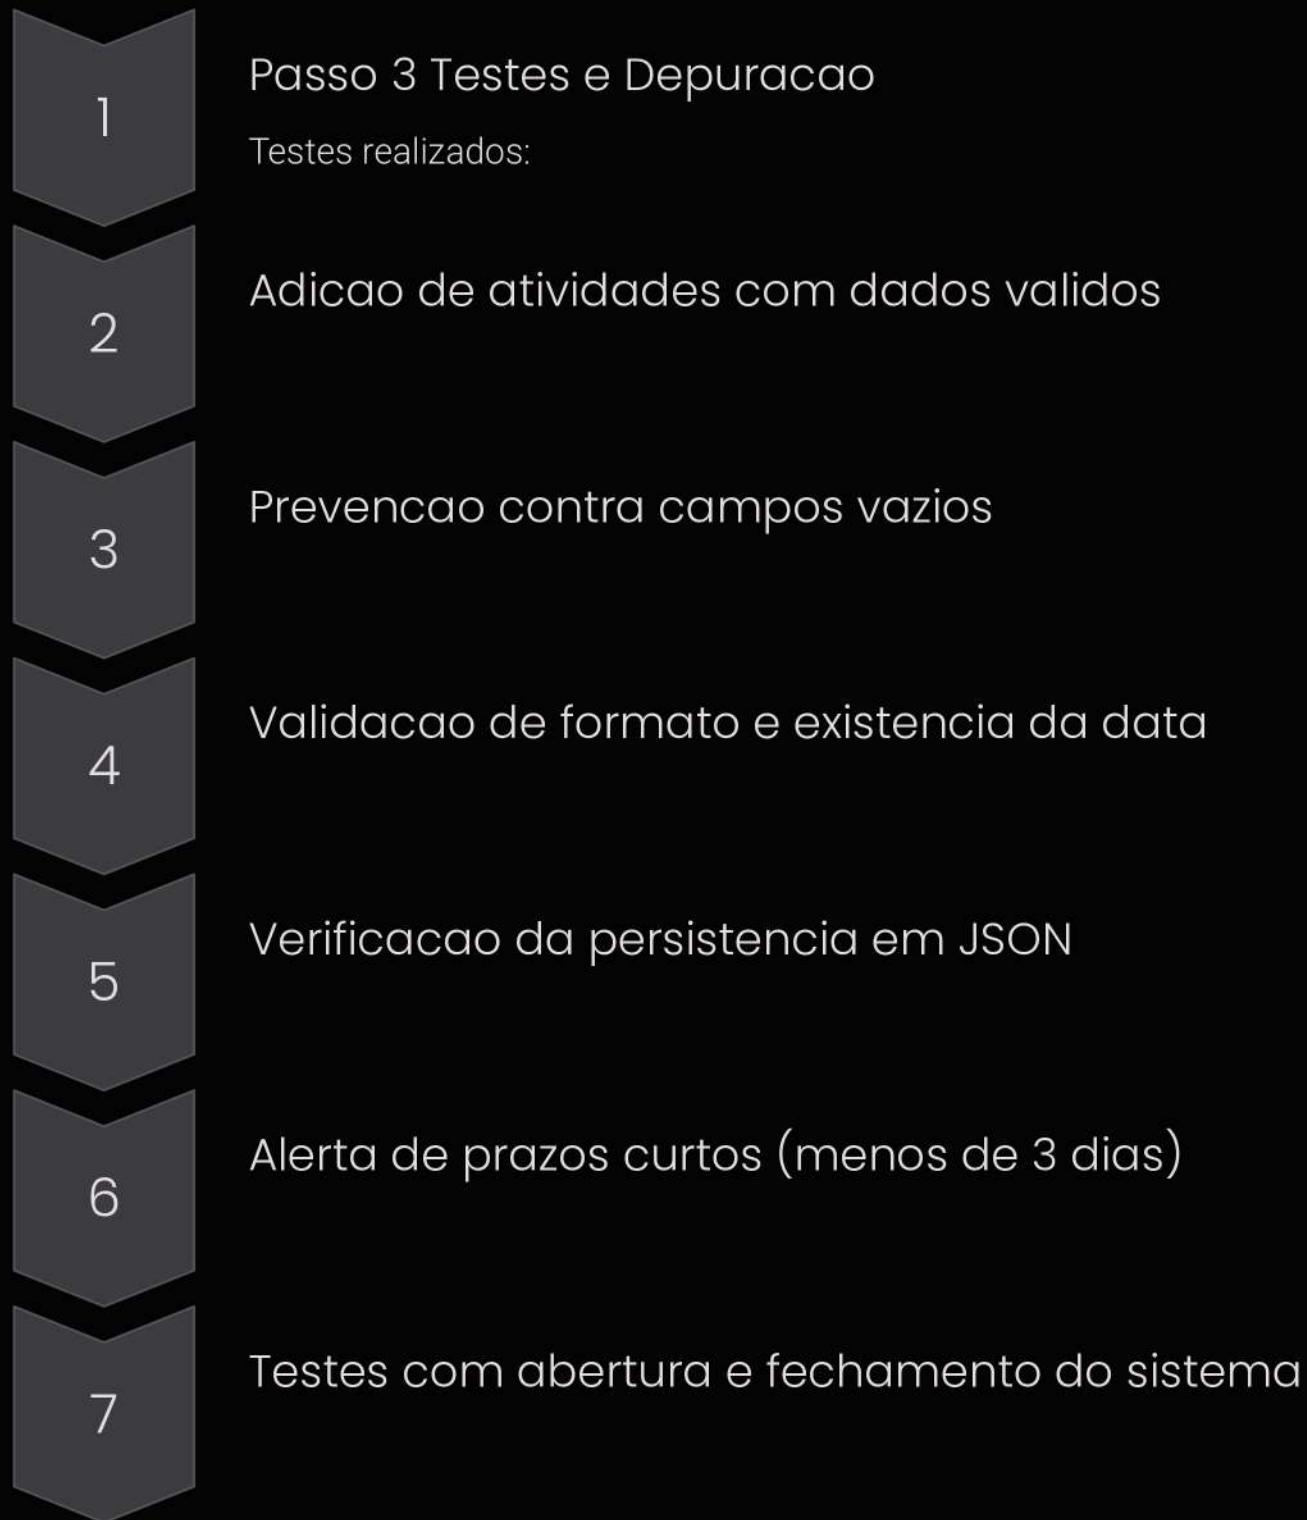 1
Passo 3 Testes e Depuracao
Testes realizados:
2
Adicao de atividades com dados validos
3
Prevencao contra campos vazios
4
Validacao de formato e existencia da data
5
Verificacao da persistencia em JSON
6
Alerta de prazos curtos (menos de 3 dias)
7
Testes com abertura e fechamento do sistema